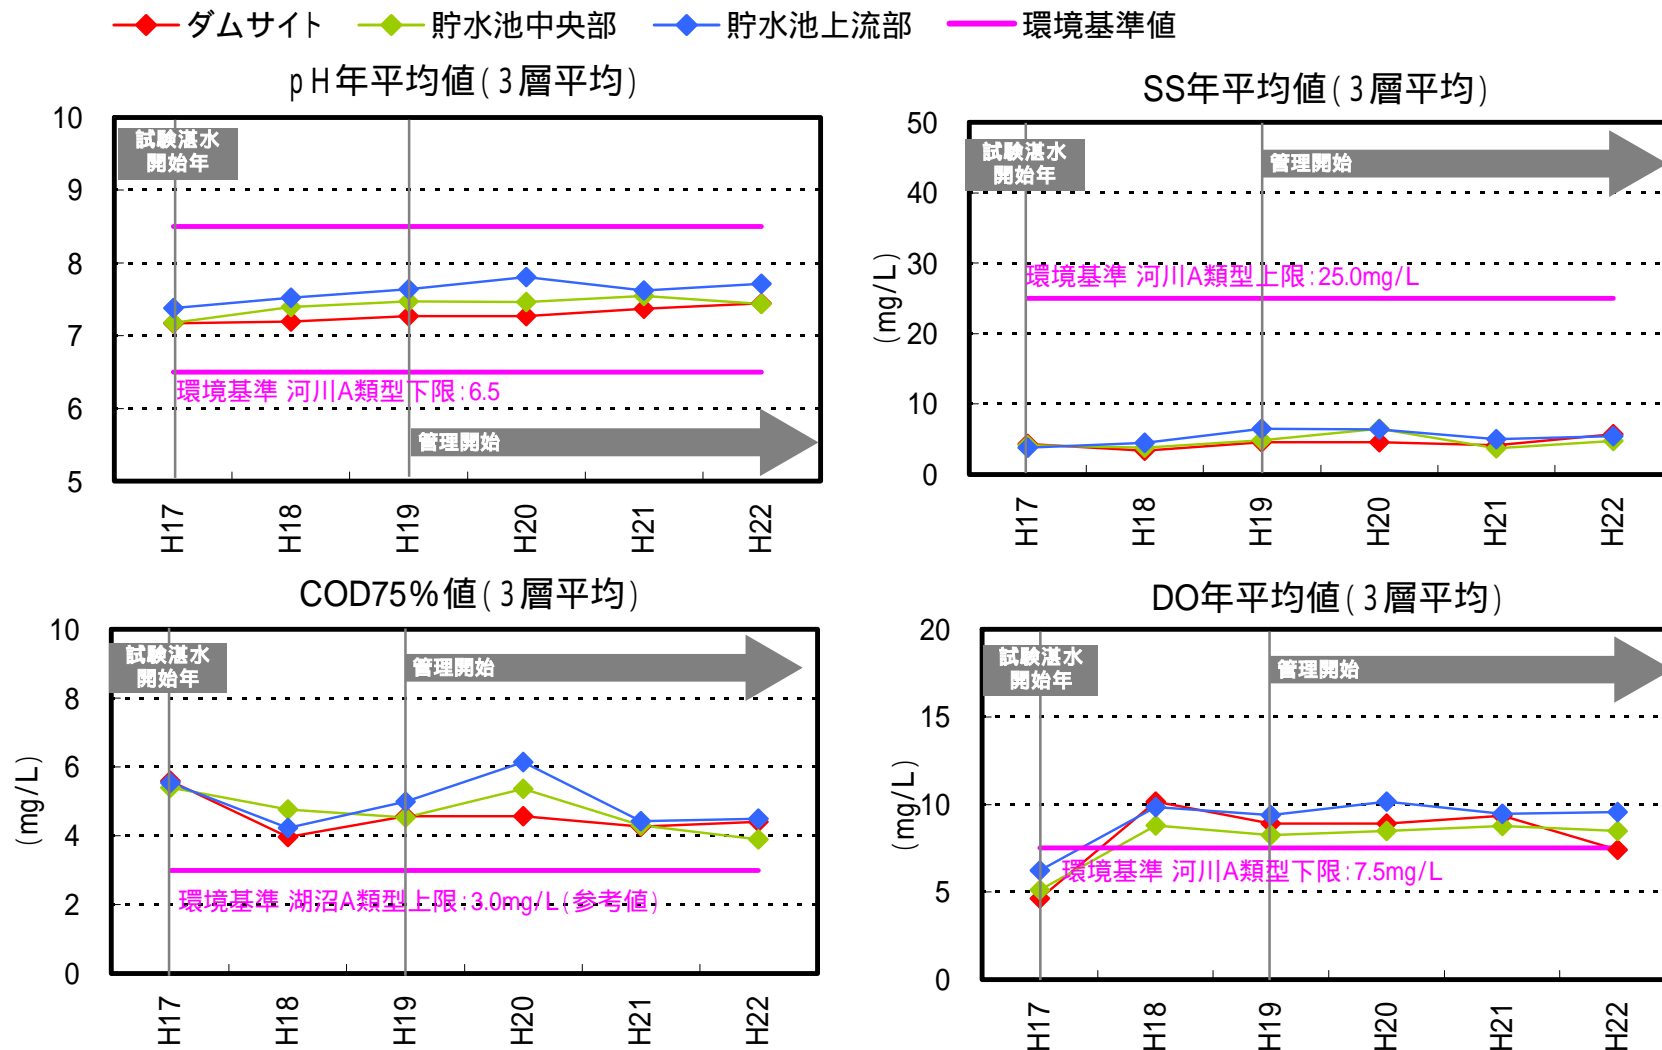 ダムサイト 貯水池中央部 貯水池上流部 環境基準値
pH年平均値(3層平均)
10
9
8
7
6
5
試験湛水
開始年
環境基準 河川A類型下限:6.5
管理開始
H17 H18 H19 H20 H21 H22
SS年平均値(3層平均)
(mg/L)
50
40
30
20
10
0
試験湛水
開始年
管理開始
環境基準 河川A類型上限:25.0mg/L
H17 H18 H19 H20 H21 H22
COD75%値(3層平均)
(mg/L)
10
8
6
4
2
0
試験湛水
開始年
管理開始
環境基準 湖沼A類型上限:3.0mg/L(参考値)
H17 H18 H19 H20 H21 H22
DO年平均値(3層平均)
(mg/L)
20
15
10
5
0
試験湛水
開始年
管理開始
環境基準 河川A類型下限:7.5mg/L
H17 H18 H19 H20 H21 H22